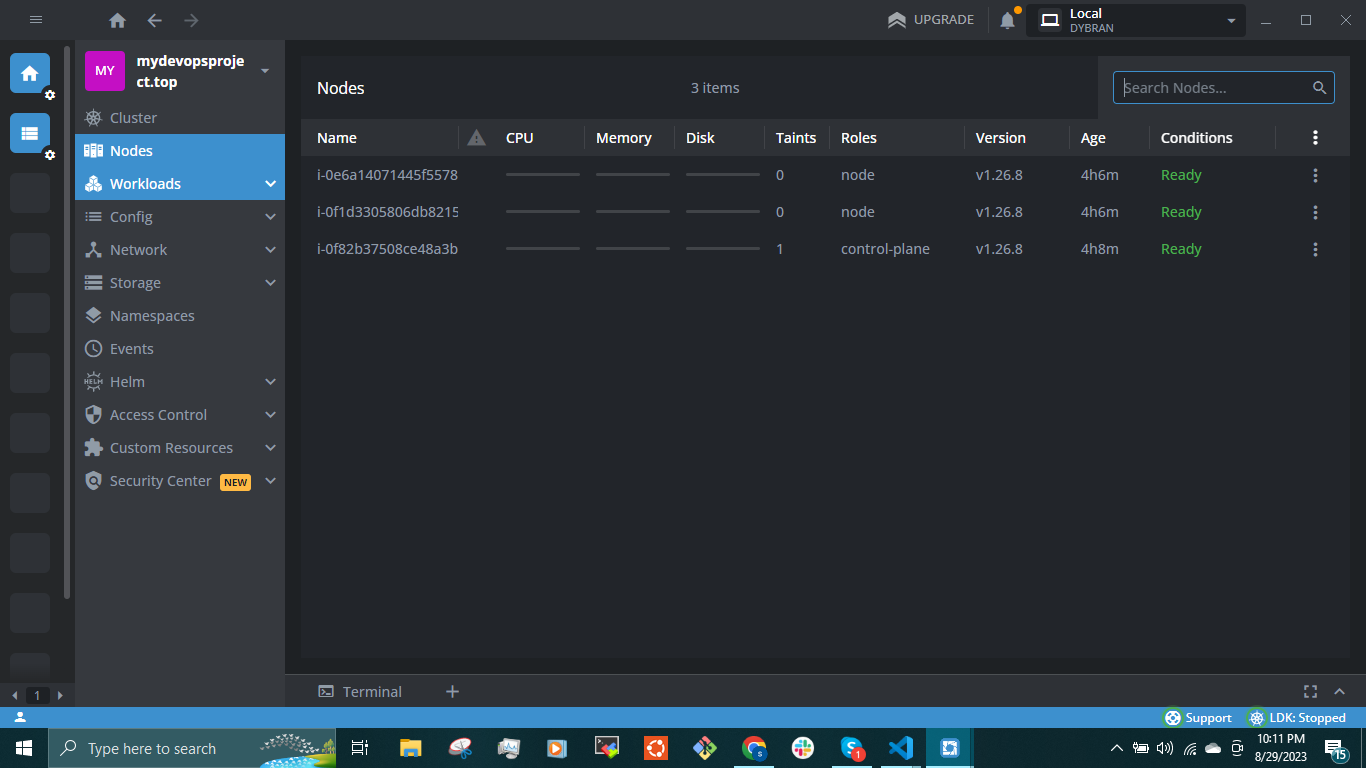 UPGRADE
Local
DYBRAN
MY
mydevopsproje
ct.top
Cluster
Nodes
Workloads
Config
Network
Storage
Namespaces
Events
HELM Helm
Access Control
Custom Resources
Security Center NEW
1
Nodes 3 items Search Nodes...
Name CPU Memory Disk Taints Roles Version Age Conditions
i-0e6a14071445f5578 0 node v1.26.8 4h6m Ready
i-0f1d3305806db8215 0 node v1.26.8 4h6m Ready
i-0f82b37508ce48a3b 1 control-plane v1.26.8 4h8m Ready
Terminal +
Support LDK: Stopped
Type here to search
S
1
10:11 PM
8/29/2023
15